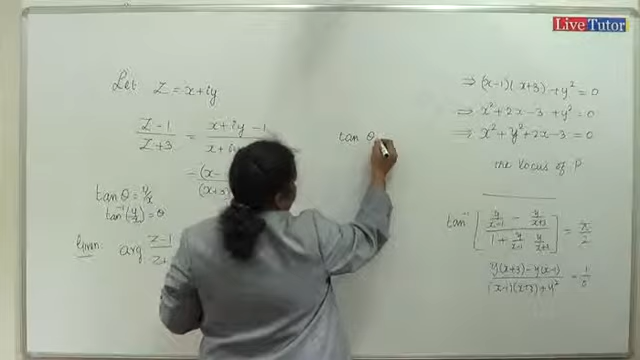 Live Tutor
Let Z = x+iy
(Z-1)/(Z+3) = (x+iy -1)/(x+i
= (x-/(x+3)
tan θ = y/x
tan⁻¹(y/x) = θ
Given: arg (Z-1)/(Z+
tan θ
⇒ (x-1)(x+3) + y² = 0
⇒ x² + 2x - 3 + y² = 0
⇒ x² + y² + 2x - 3 = 0
the locus of P
tan⁻¹ [ (y/(x-1) - y/(x+3)) / (1 + y/(x-1) y/(x+3)) ] = π/2
(y(x+3) - y(x-1)) / ((x-1)(x+3) + y²) = 1/0